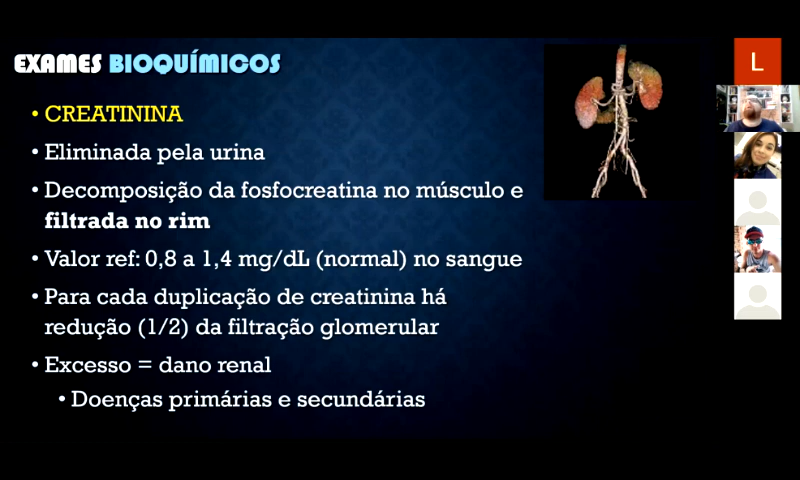 EXAMES BIOQUÍMICOS
• CREATININA
• Eliminada pela urina
• Decomposição da fosfocreatina no músculo e
filtrada no rim
• Valor ref: 0,8 a 1,4 mg/dL (normal) no sangue
• Para cada duplicação de creatinina há
redução (1/2) da filtração glomerular
• Excesso = dano renal
• Doenças primárias e secundárias
L